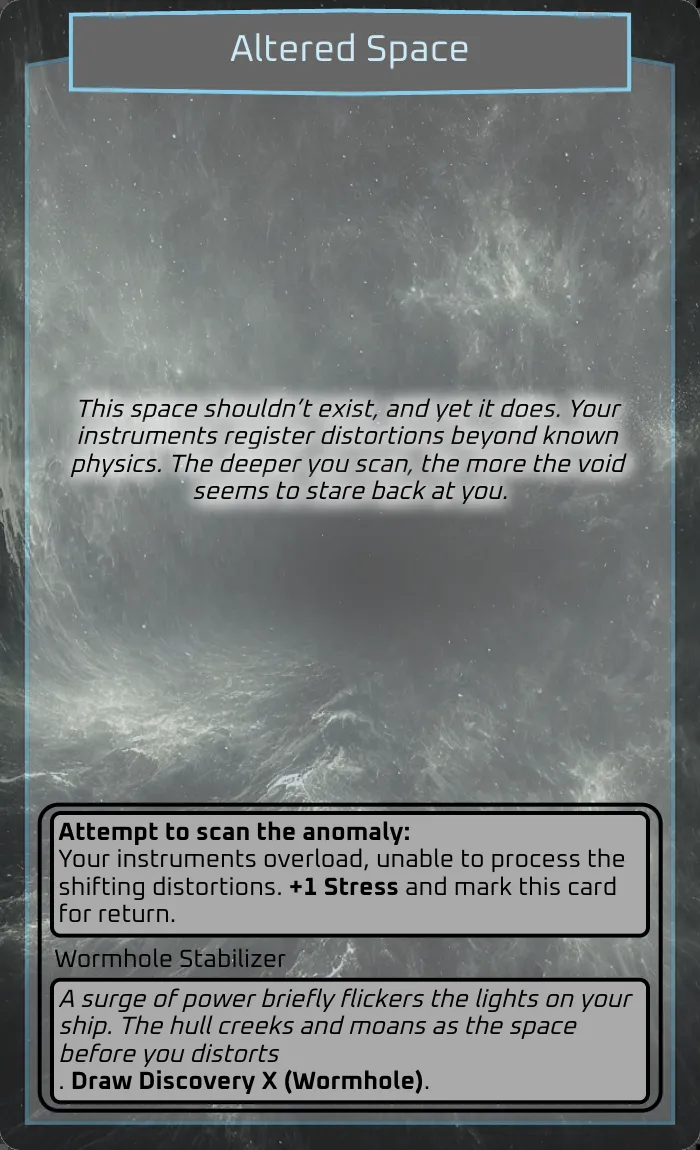 Altered Space
This space shouldn’t exist, and yet it does. Your
instruments register distortions beyond known
physics. The deeper you scan, the more the void
seems to stare back at you.
Attempt to scan the anomaly:
Your instruments overload, unable to process the
shifting distortions. +1 Stress and mark this card
for return.
Wormhole Stabilizer
A surge of power briefly flickers the lights on your
ship. The hull creeks and moans as the space
before you distorts
. Draw Discovery X (Wormhole).